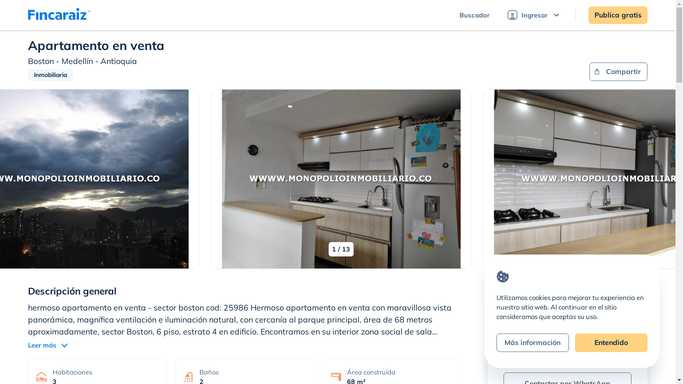 Fincaraiz
Buscador
Ingresar
Publica gratis
Apartamento en venta
Boston - Medellín - Antioquia
Inmobiliaria
Compartir
WWW.MONOPOLIOINMOBILIARIO.CO
WWWW.MONOPOLIOINMOBILIARIO.CO
WWWW.MONOPOLIOINMOBILIAR
1 / 13
Descripción general
hermoso apartamento en venta - sector boston cod: 25986 Hermoso apartamento en venta con maravillosa vista
panorámica, magnifica ventilación e iluminación natural, con cercanía al parque principal, área de 68 metros
aproximadamente, sector Boston, 6 piso, estrato 4 en edificio. Encontramos en su interior zona social de sala...
Leer más
Habitaciones
3
Baños
2
Área construida
68 m²
Utilizamos cookies para mejorar tu experiencia en
nuestro sitio web. Al continuar en el sitio
consideramos que aceptas su uso.
Más información
Entendido
Contactar por WhatsApp